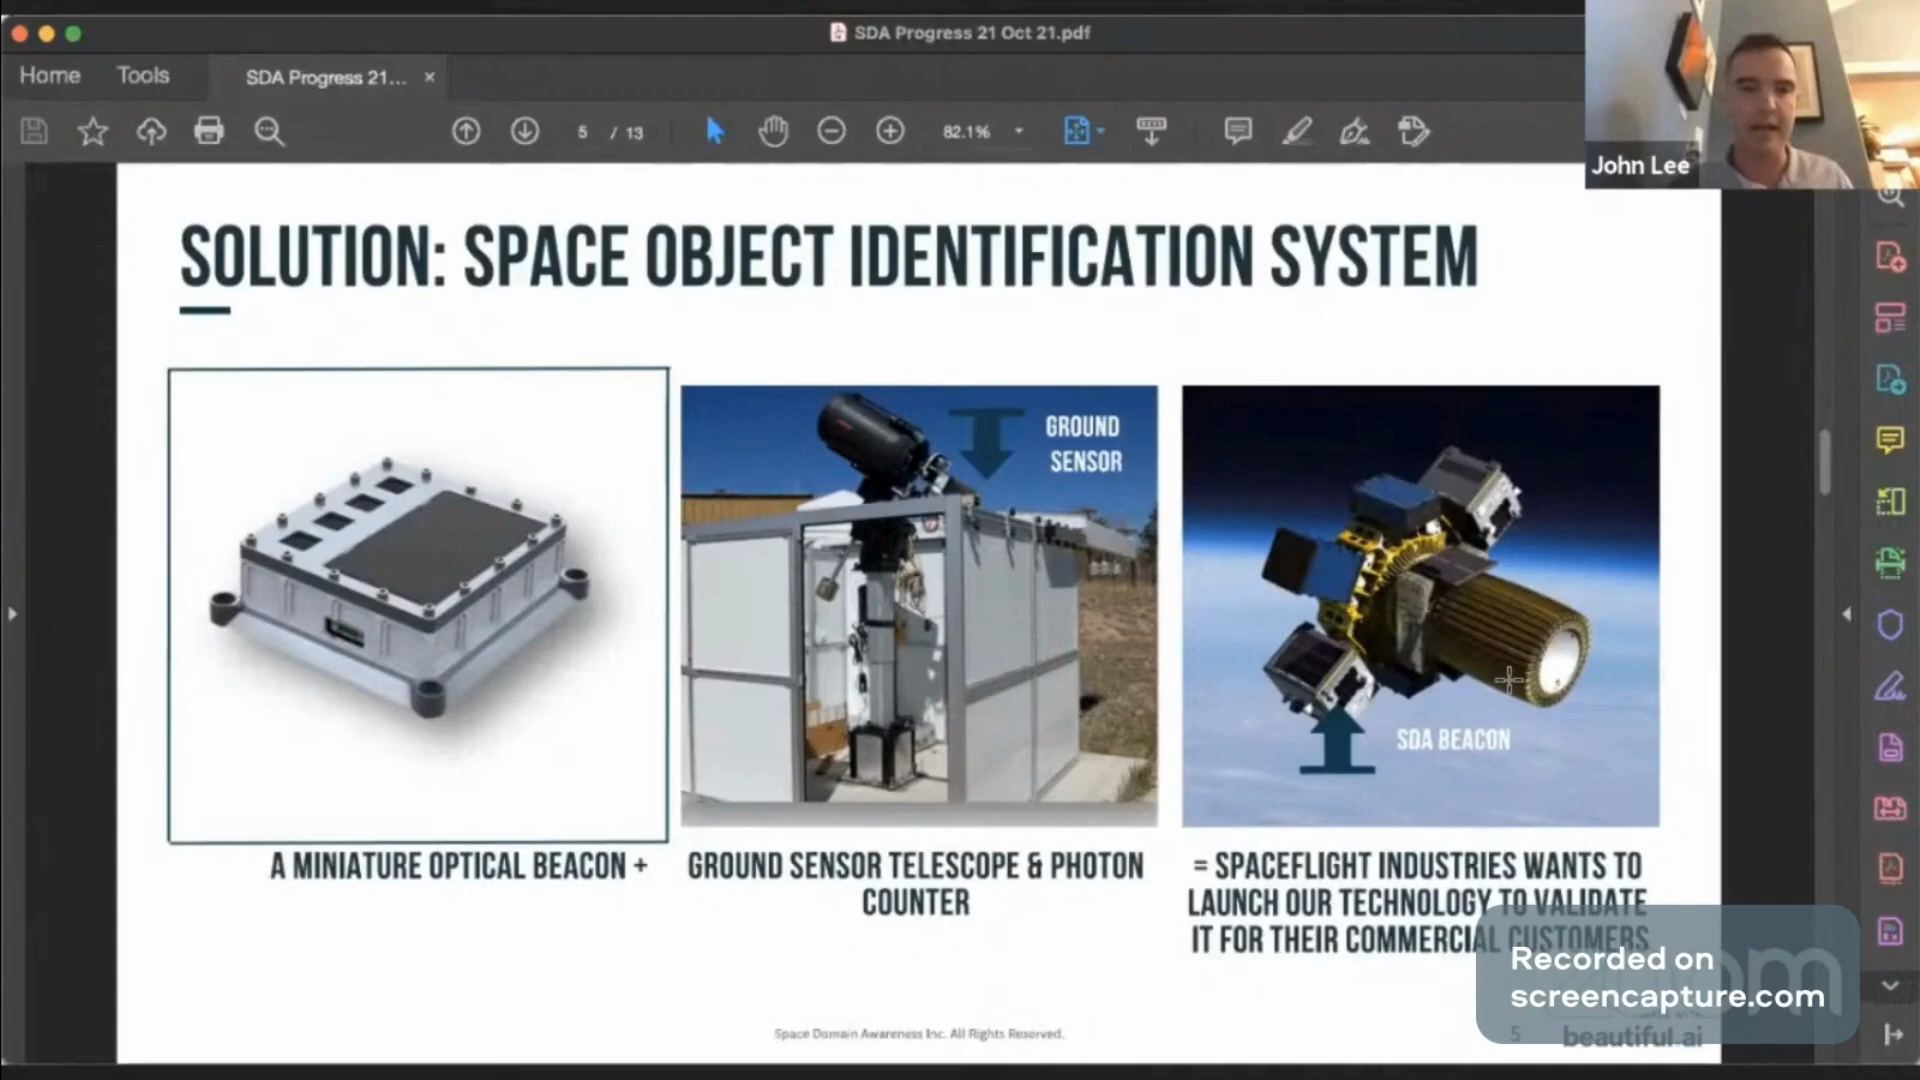 SDA Progress 21 Oct 21.pdf
Home
Tools
SDA Progress 21...
5 / 13
82.1%
John Lee
SOLUTION: SPACE OBJECT IDENTIFICATION SYSTEM
GROUND
SENSOR
SDA BEACON
A MINIATURE OPTICAL BEACON +
GROUND SENSOR TELESCOPE & PHOTON
COUNTER
= SPACEFLIGHT INDUSTRIES WANTS TO
LAUNCH OUR TECHNOLOGY TO VALIDATE
IT FOR THEIR COMMERCIAL CUSTOMERS
Recorded on
screencapture.com
Space Domain Awareness Inc. All Rights Reserved.
5
beautiful.ai